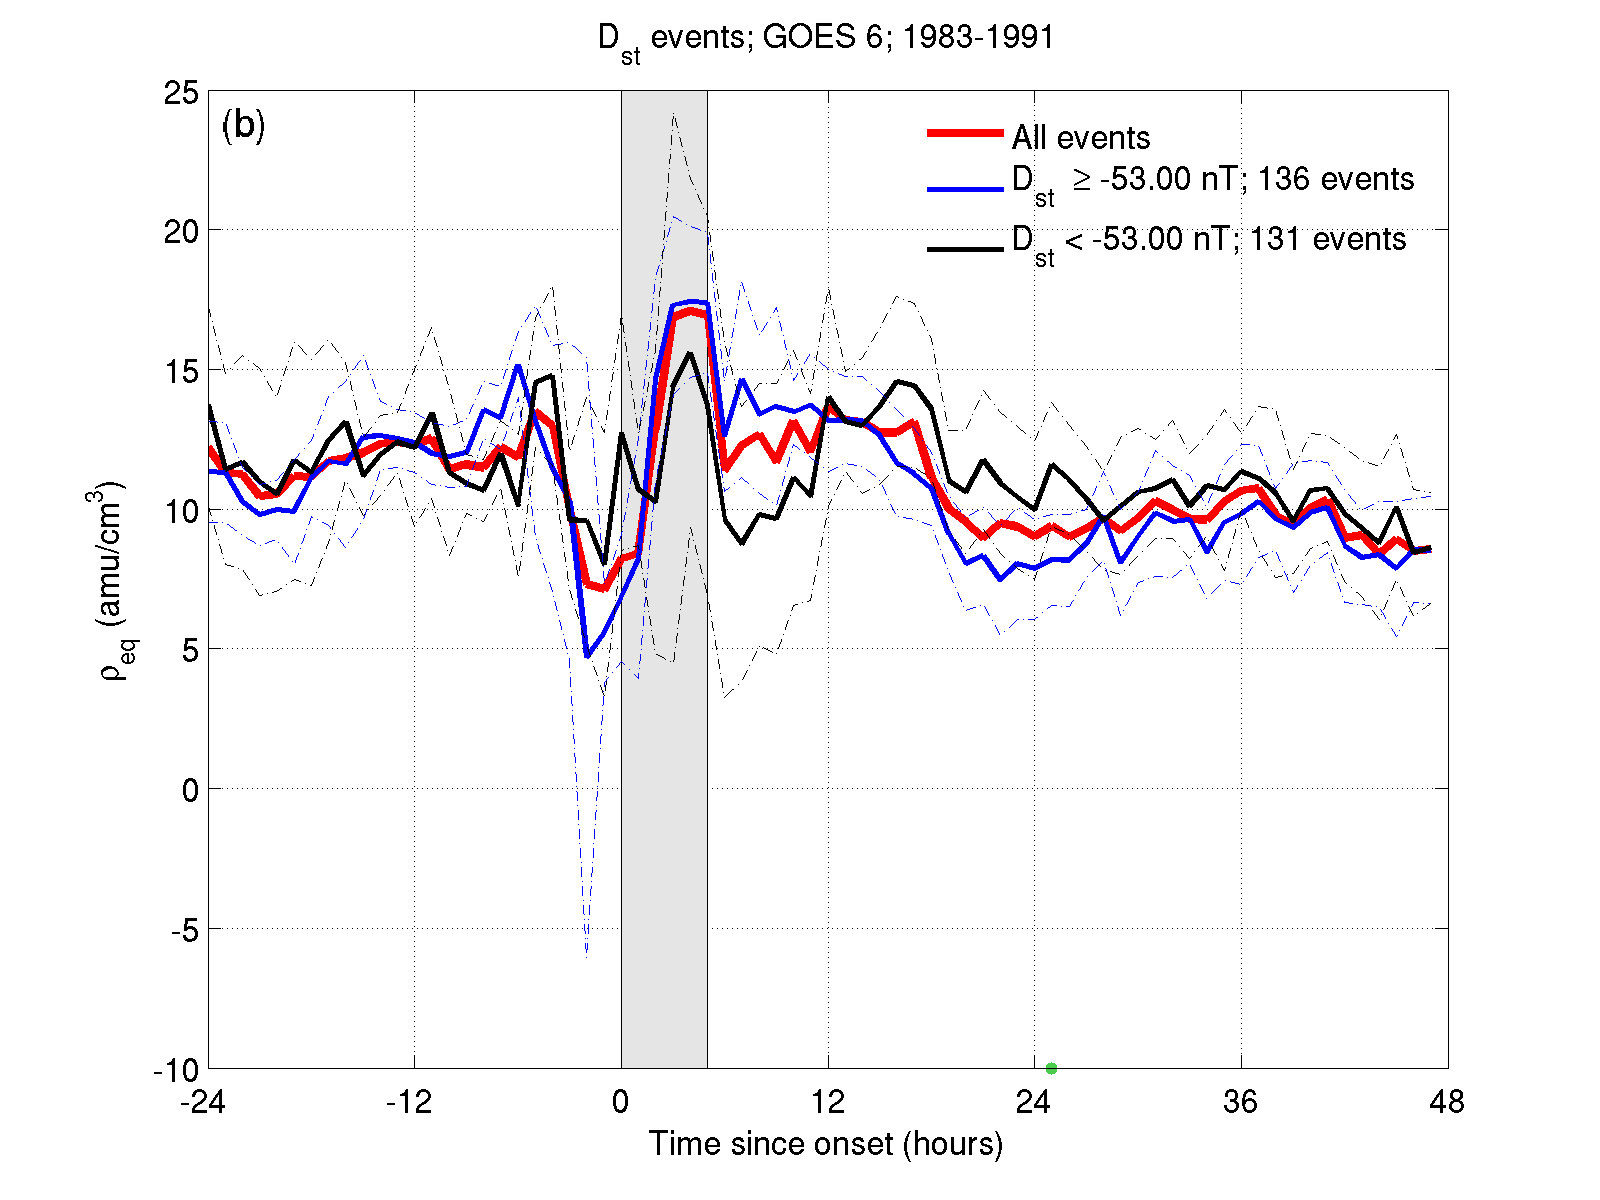 Dst events; GOES 6; 1983-1991
(b)
All events
Dst ≥ -53.00 nT; 136 events
Dst < -53.00 nT; 131 events
25
20
15
10
5
0
-5
-10
ρeq (amu/cm³)
-24 -12 0 12 24 36 48
Time since onset (hours)